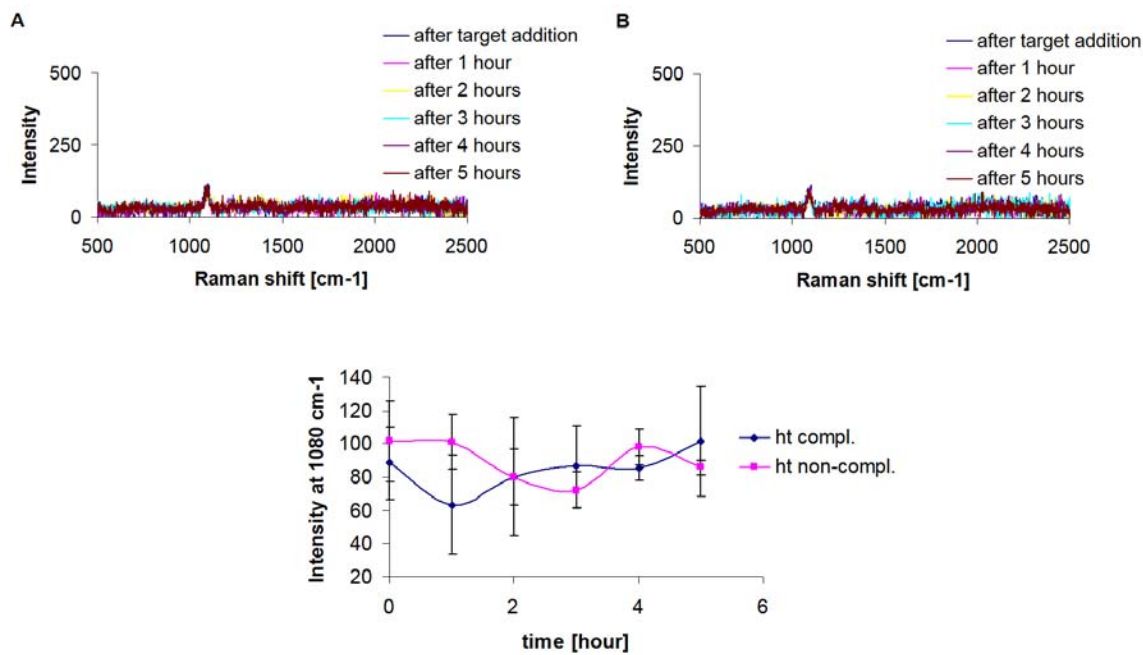 A
after target addition
after 1 hour
after 2 hours
after 3 hours
after 4 hours
after 5 hours
500
250
0
Intensity
500 1000 1500 2000 2500
Raman shift [cm-1]
B
after target addition
after 1 hour
after 2 hours
after 3 hours
after 4 hours
after 5 hours
500
250
0
Intensity
500 1000 1500 2000 2500
Raman shift [cm-1]
140
120
100
80
60
40
20
Intensity at 1080 cm-1
0 2 4 6
time [hour]
ht compl.
ht non-compl.